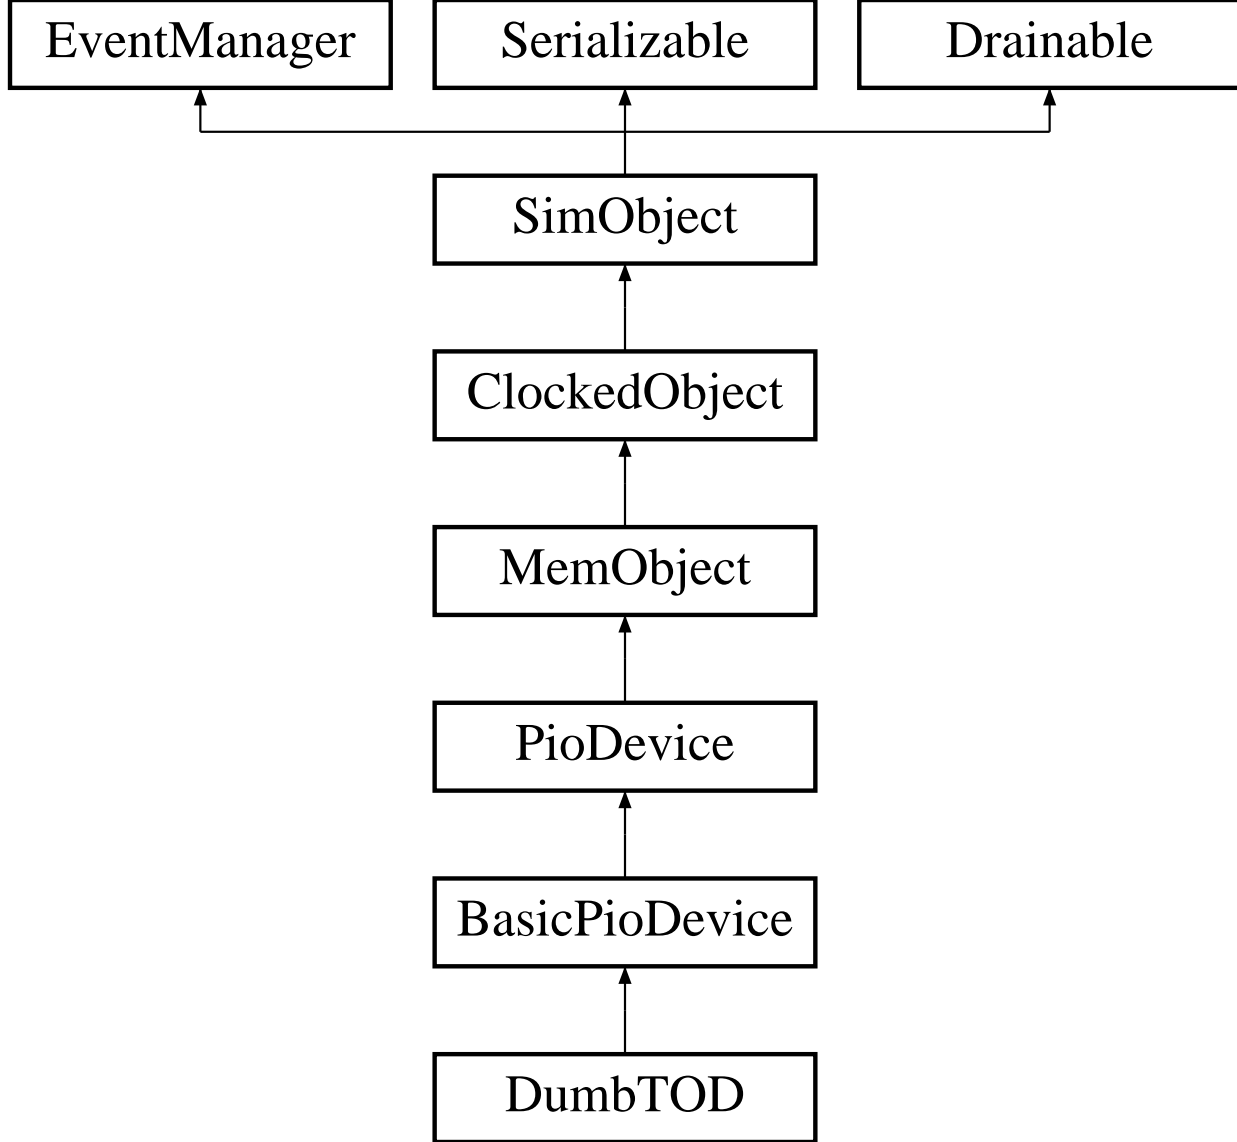 EventManager
Serializable
Drainable
SimObject
ClockedObject
MemObject
PioDevice
BasicPioDevice
DumbTOD